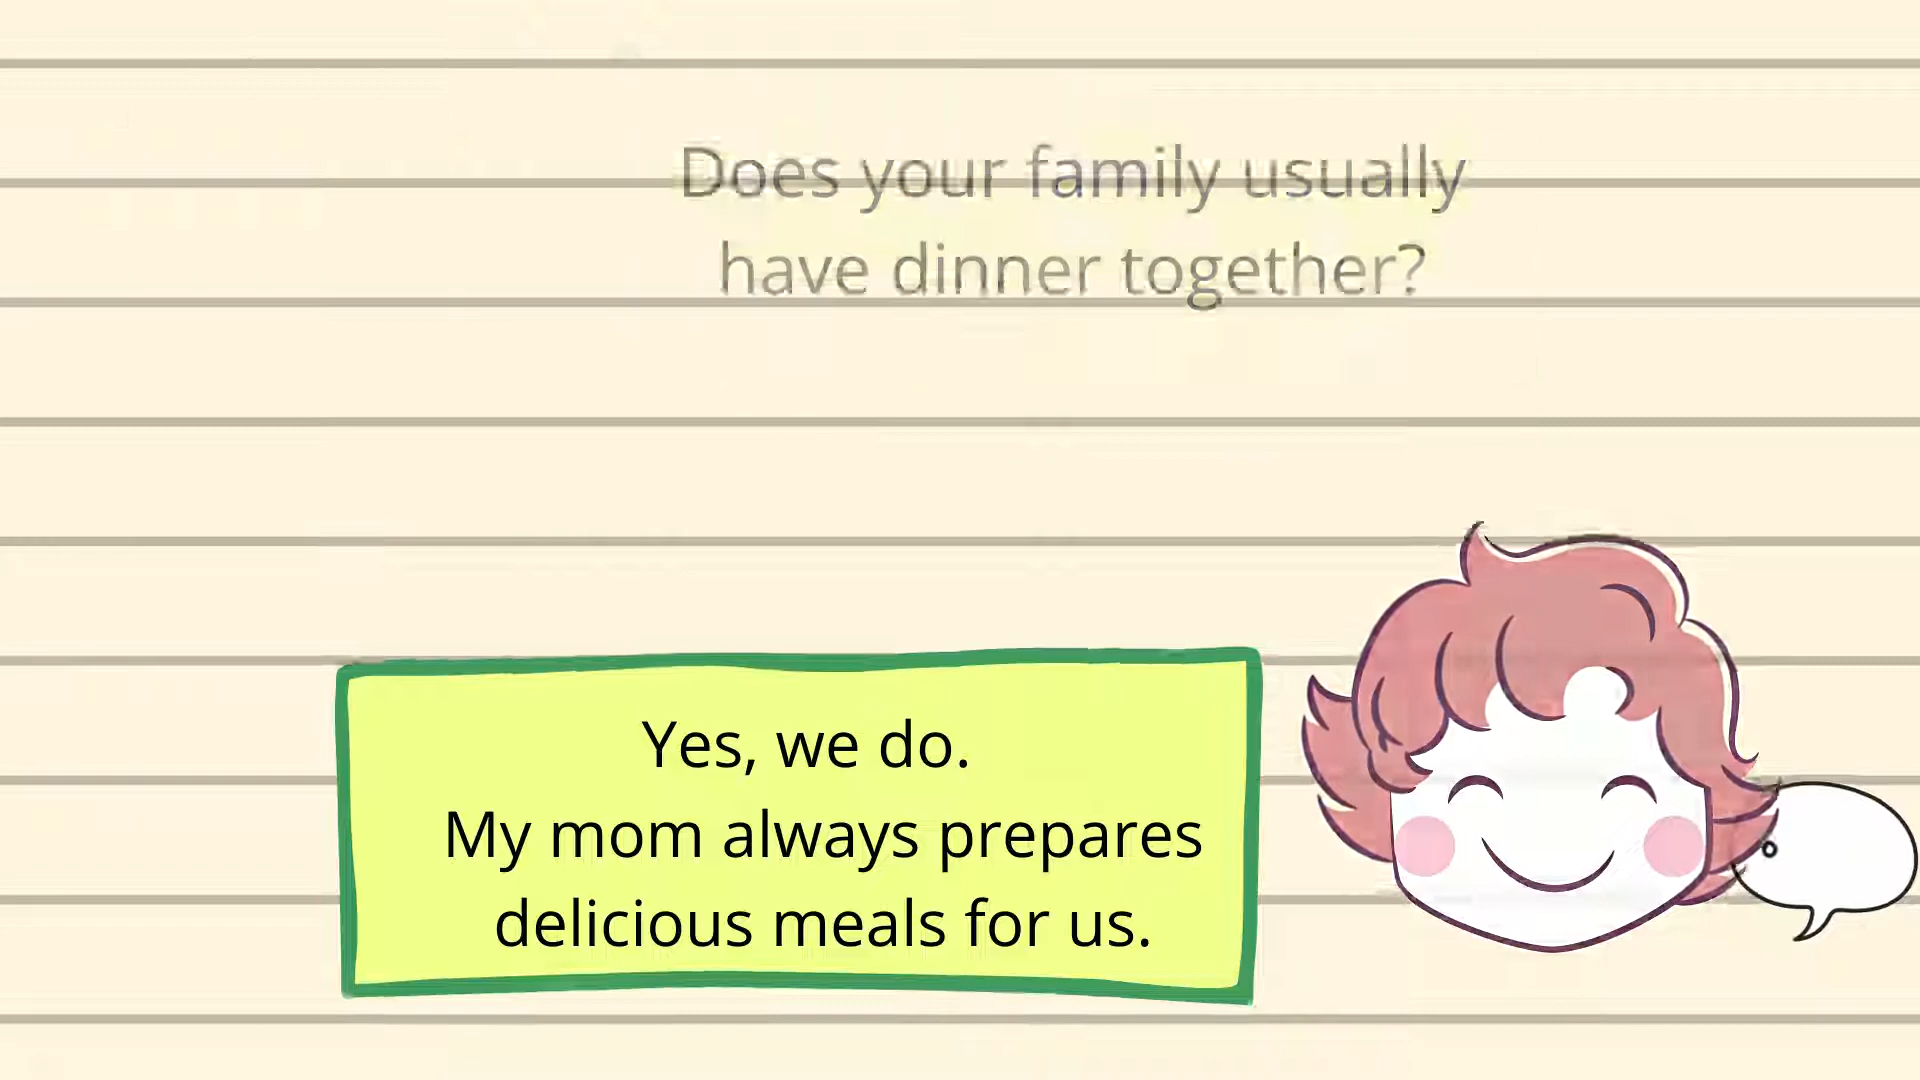 Does your family usually
have dinner together?
Yes, we do.
My mom always prepares
delicious meals for us.